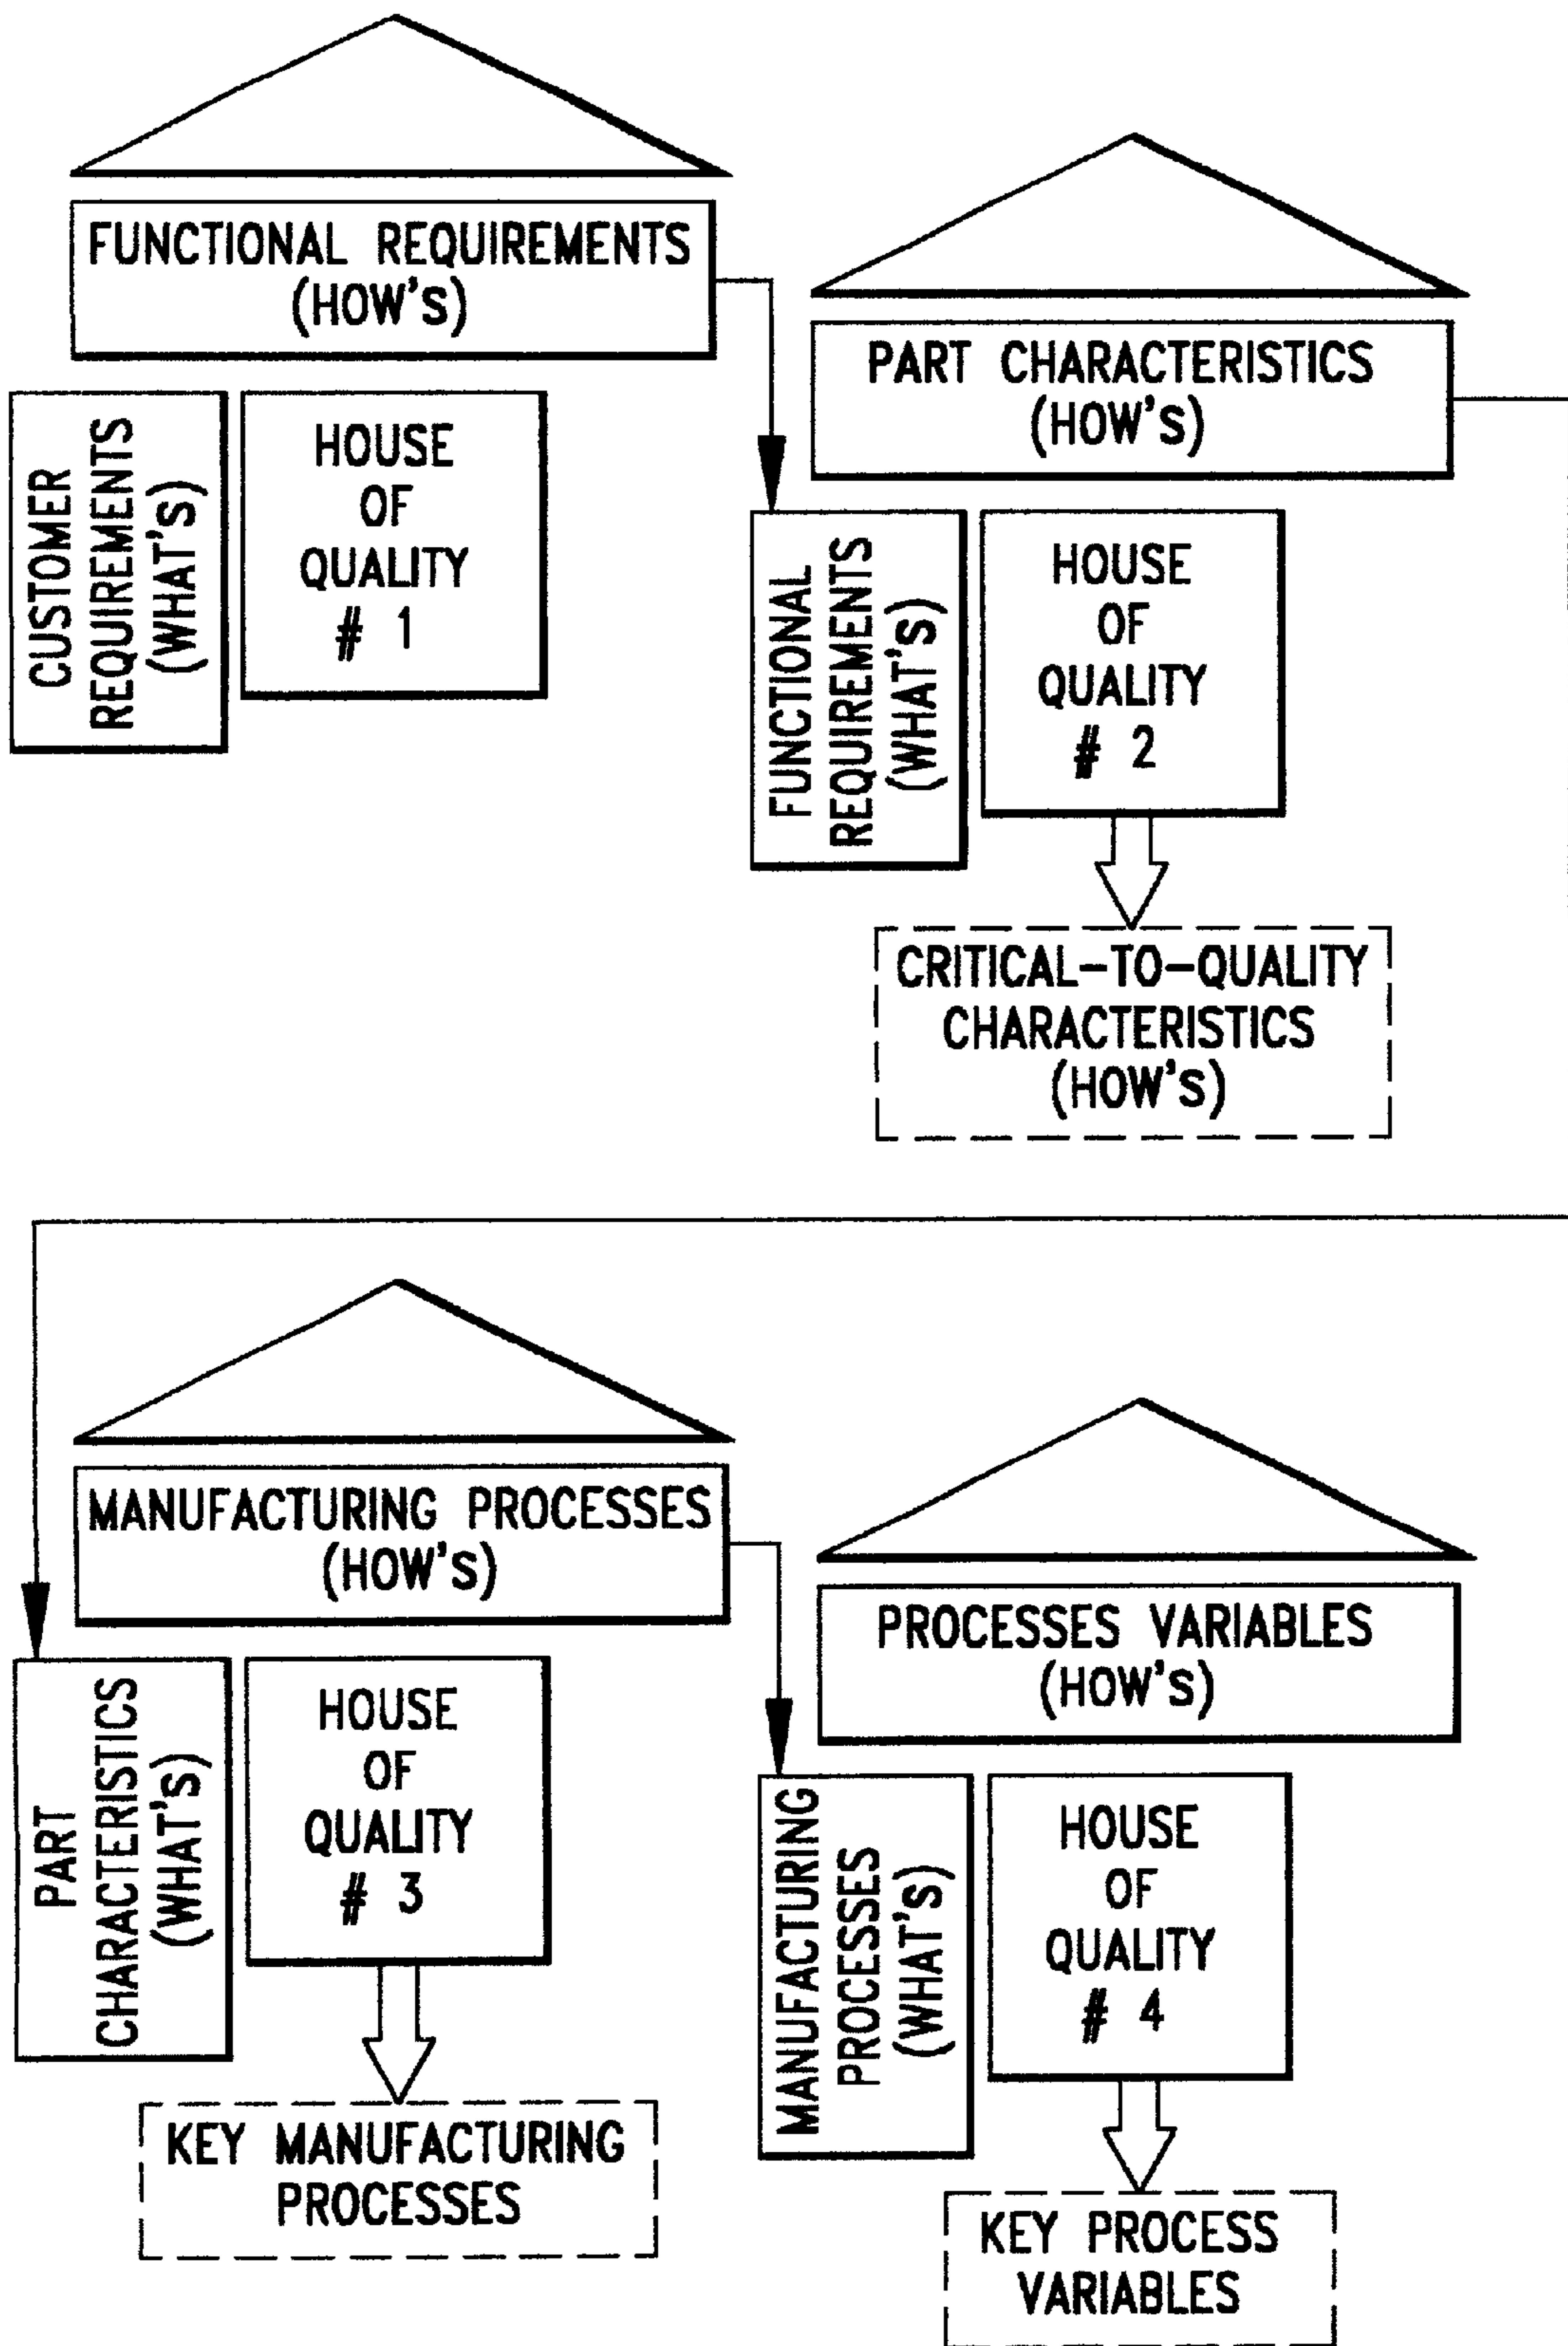 FUNCTIONAL REQUIREMENTS
(HOW'S)
CUSTOMER
REQUIREMENTS
(WHAT'S)
HOUSE
OF
QUALITY
# 1
PART CHARACTERISTICS
(HOW'S)
FUNCTIONAL
REQUIREMENTS
(WHAT'S)
HOUSE
OF
QUALITY
# 2
CRITICAL-TO-QUALITY
CHARACTERISTICS
(HOW'S)
MANUFACTURING PROCESSES
(HOW'S)
PART
CHARACTERISTICS
(WHAT'S)
HOUSE
OF
QUALITY
# 3
KEY MANUFACTURING
PROCESSES
PROCESSES VARIABLES
(HOW'S)
MANUFACTURING
PROCESSES
(WHAT'S)
HOUSE
OF
QUALITY
# 4
KEY PROCESS
VARIABLES